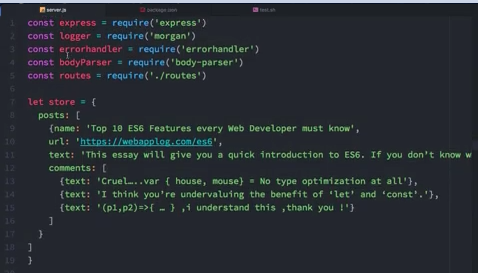 server.js package.json test.sh
1 const express = require('express')
2 const logger = require('morgan')
3 const errorhandler = require('errorhandler')
4 const bodyParser = require('body-parser')
5 const routes = require('./routes')
6
7 let store = {
8 posts: [
9 {name: 'Top 10 ES6 Features every Web Developer must know',
10 url: 'https://webapplog.com/es6',
11 text: 'This essay will give you a quick introduction to ES6. If you don't know w
12 comments: [
13 {text: 'Cruel…..var { house, mouse} = No type optimization at all'},
14 {text: 'I think you're undervaluing the benefit of 'let' and 'const'.'},
15 {text: '(p1,p2)=>{ … } ,i understand this ,thank you !'}
16 ]
17 }
18 ]
19 }